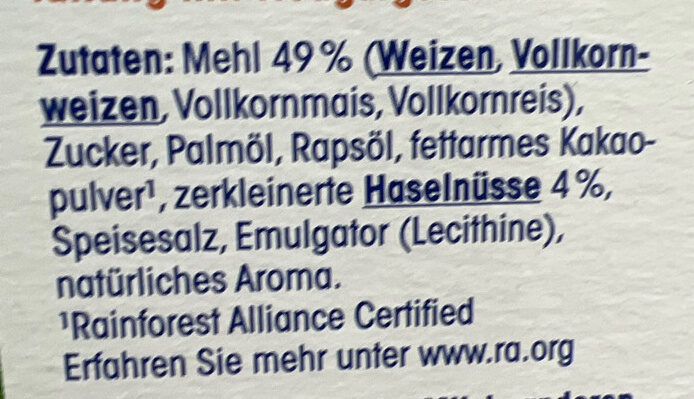 Zutaten: Mehl 49 % (Weizen, Vollkorn-
weizen, Vollkornmais, Vollkornreis),
Zucker, Palmöl, Rapsöl, fettarmes Kakao-
pulver¹, zerkleinerte Haselnüsse 4 %,
Speisesalz, Emulgator (Lecithine),
natürliches Aroma.
¹Rainforest Alliance Certified
Erfahren Sie mehr unter www.ra.org